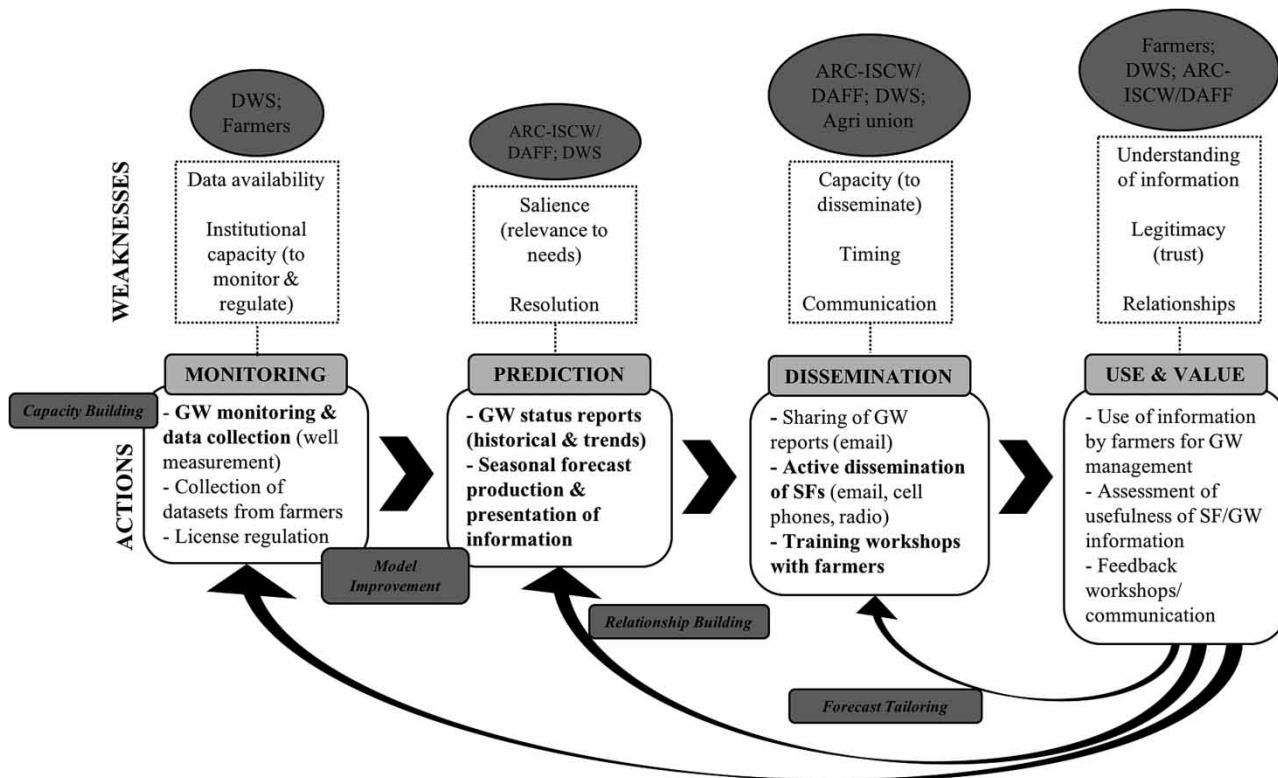 DWS;
Farmers
ARC-ISCW/
DAFF; DWS
ARC-ISCW/
DAFF; DWS;
Agri union
Farmers;
DWS; ARC-
ISCW/DAFF
WEAKNESSES
Data availability
Institutional
capacity (to
monitor &
regulate)
Salience
(relevance to
needs)
Resolution
Capacity (to
disseminate)
Timing
Communication
Understanding
of information
Legitimacy
(trust)
Relationships
ACTIONS
MONITORING
- GW monitoring &
data collection (well
measurement)
- Collection of
datasets from farmers
- License regulation
PREDICTION
- GW status reports
(historical & trends)
- Seasonal forecast
production &
presentation of
information
DISSEMINATION
- Sharing of GW
reports (email)
- Active dissemination
of SFs (email, cell
phones, radio)
- Training workshops
with farmers
USE & VALUE
- Use of information
by farmers for GW
management
- Assessment of
usefulness of SF/GW
information
- Feedback
workshops/
communication
Capacity Building
Model
Improvement
Relationship Building
Forecast Tailoring